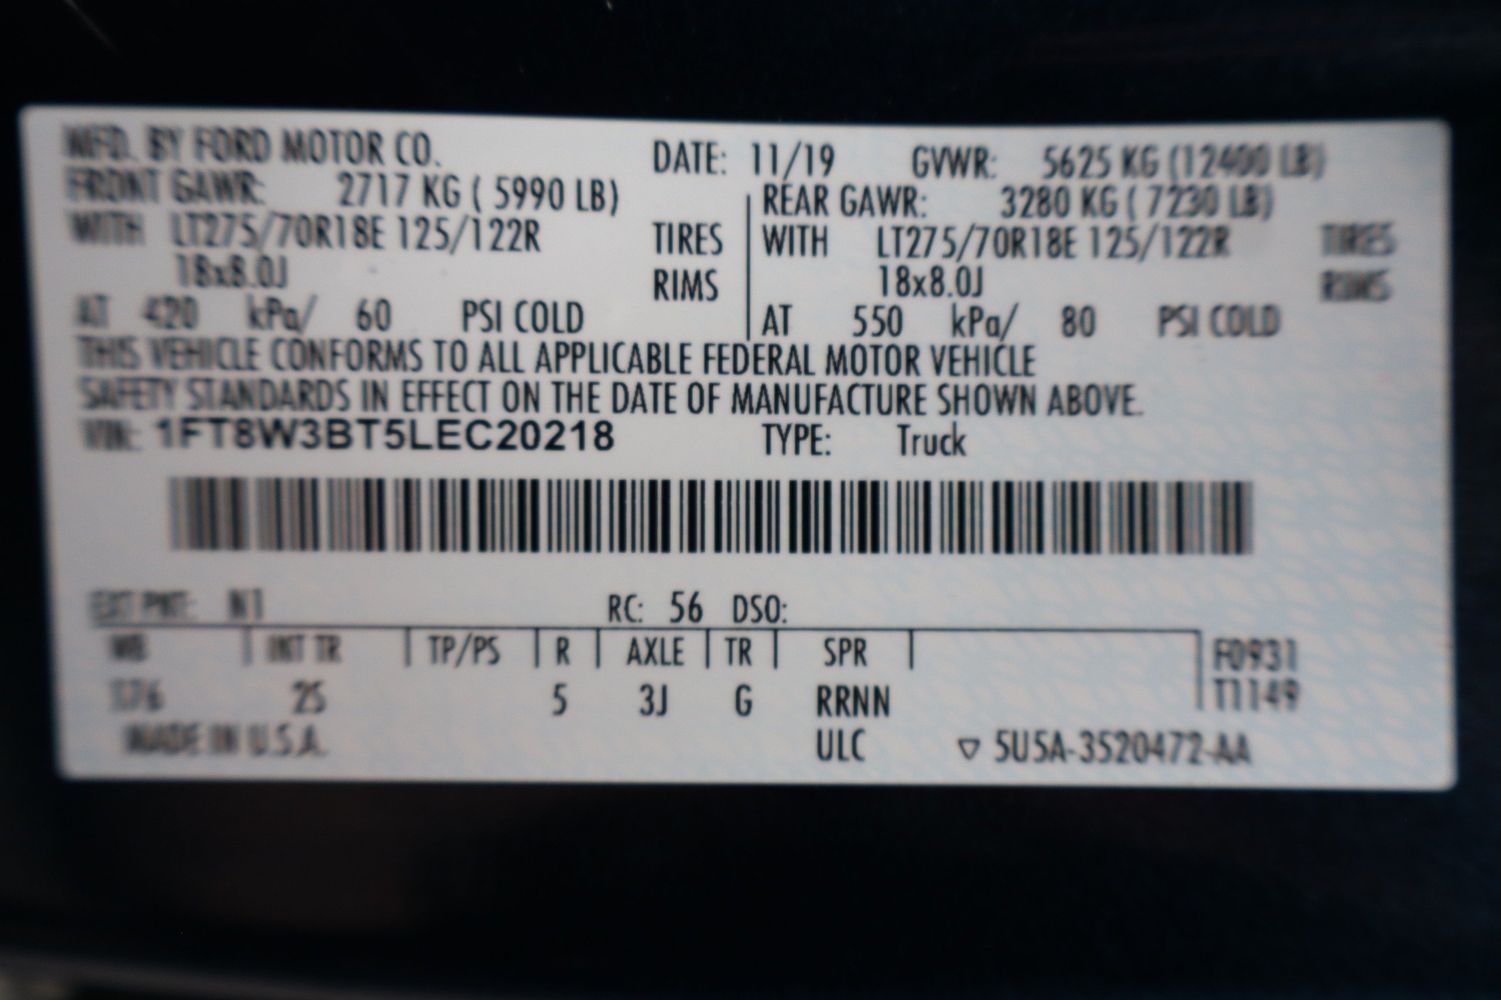 MFD. BY FORD MOTOR CO.
DATE: 11/19 GVWR: 5625 KG (12400 LB)
FRONT GAWR: 2717 KG ( 5990 LB)
WITH LT275/70R18E 125/122R TIRES
18x8.0J RIMS
AT 420 kPa/ 60 PSI COLD
REAR GAWR: 3280 KG ( 7230 LB)
WITH LT275/70R18E 125/122R TIRES
18x8.0J RIMS
AT 550 kPa/ 80 PSI COLD
THIS VEHICLE CONFORMS TO ALL APPLICABLE FEDERAL MOTOR VEHICLE
SAFETY STANDARDS IN EFFECT ON THE DATE OF MANUFACTURE SHOWN ABOVE.
VIN: 1FT8W3BT5LEC20218 TYPE: Truck
EXT PNT: N1 RC: 56 DSO:
WB INT TR TP/PS R AXLE TR SPR
176 2S 5 3J G RRNN
F0931
T1149
MADE IN U.S.A. ULC ▽ 5U5A-3520472-AA